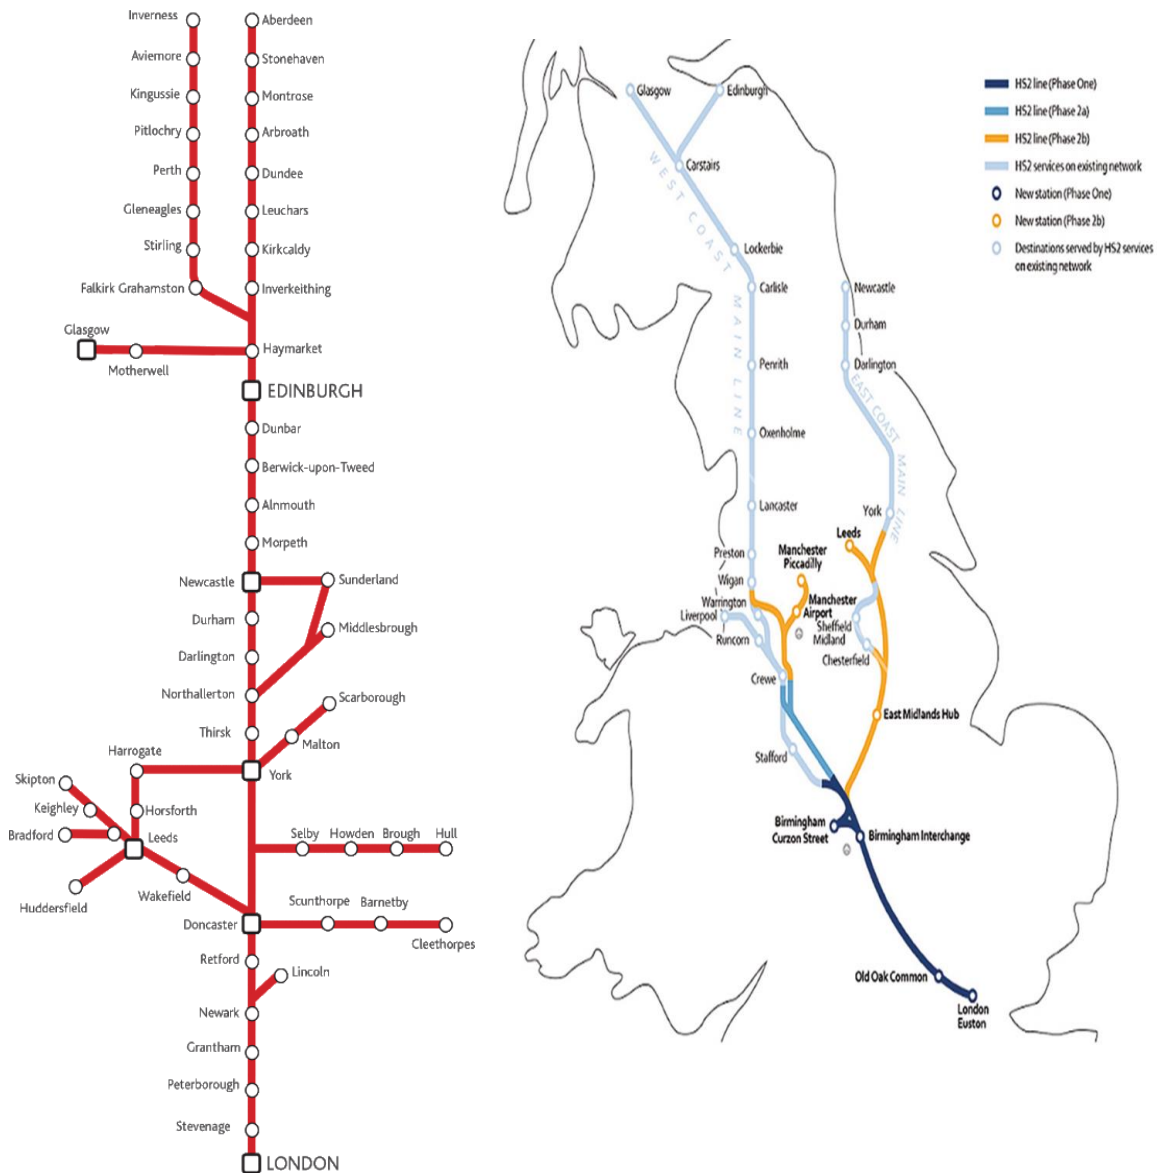 Inverness
Aberdeen
Aviemore
Stonehaven
Kingussie
Montrose
Pitlochry
Arbroath
Perth
Dundee
Gleneagles
Leuchars
Stirling
Kirkcaldy
Falkirk Grahamston
Inverkeithing
Glasgow
Haymarket
Motherwell
EDINBURGH
Dunbar
Berwick-upon-Tweed
Alnmouth
Morpeth
Newcastle
Sunderland
Durham
Middlesbrough
Darlington
Northallerton
Scarborough
Thirsk
Malton
Harrogate
York
Skipton
Keighley
Horsforth
Bradford
Leeds
Selby
Howden
Brough
Hull
Wakefield
Huddersfield
Scunthorpe
Barnetby
Doncaster
Cleethorpes
Retford
Lincoln
Newark
Grantham
Peterborough
Stevenage
LONDON
Glasgow
Edinburgh
Carstairs
WEST COAST MAIN LINE
Lockerbie
Carlisle
Newcastle
Durham
Penrith
Darlington
EAST COAST MAIN LINE
Oxenholme
Lancaster
York
Leeds
Preston
Manchester
Piccadilly
Wigan
Warrington
Manchester
Airport
Liverpool
Sheffield
Midland
Runcorn
Chesterfield
Crewe
East Midlands Hub
Stafford
Birmingham
Curzon Street
Birmingham Interchange
Old Oak Common
London
Euston
HS2 line (Phase One)
HS2 line (Phase 2a)
HS2 line (Phase 2b)
HS2 services on existing network
New station (Phase One)
New station (Phase 2b)
Destinations served by HS2 services
on existing network